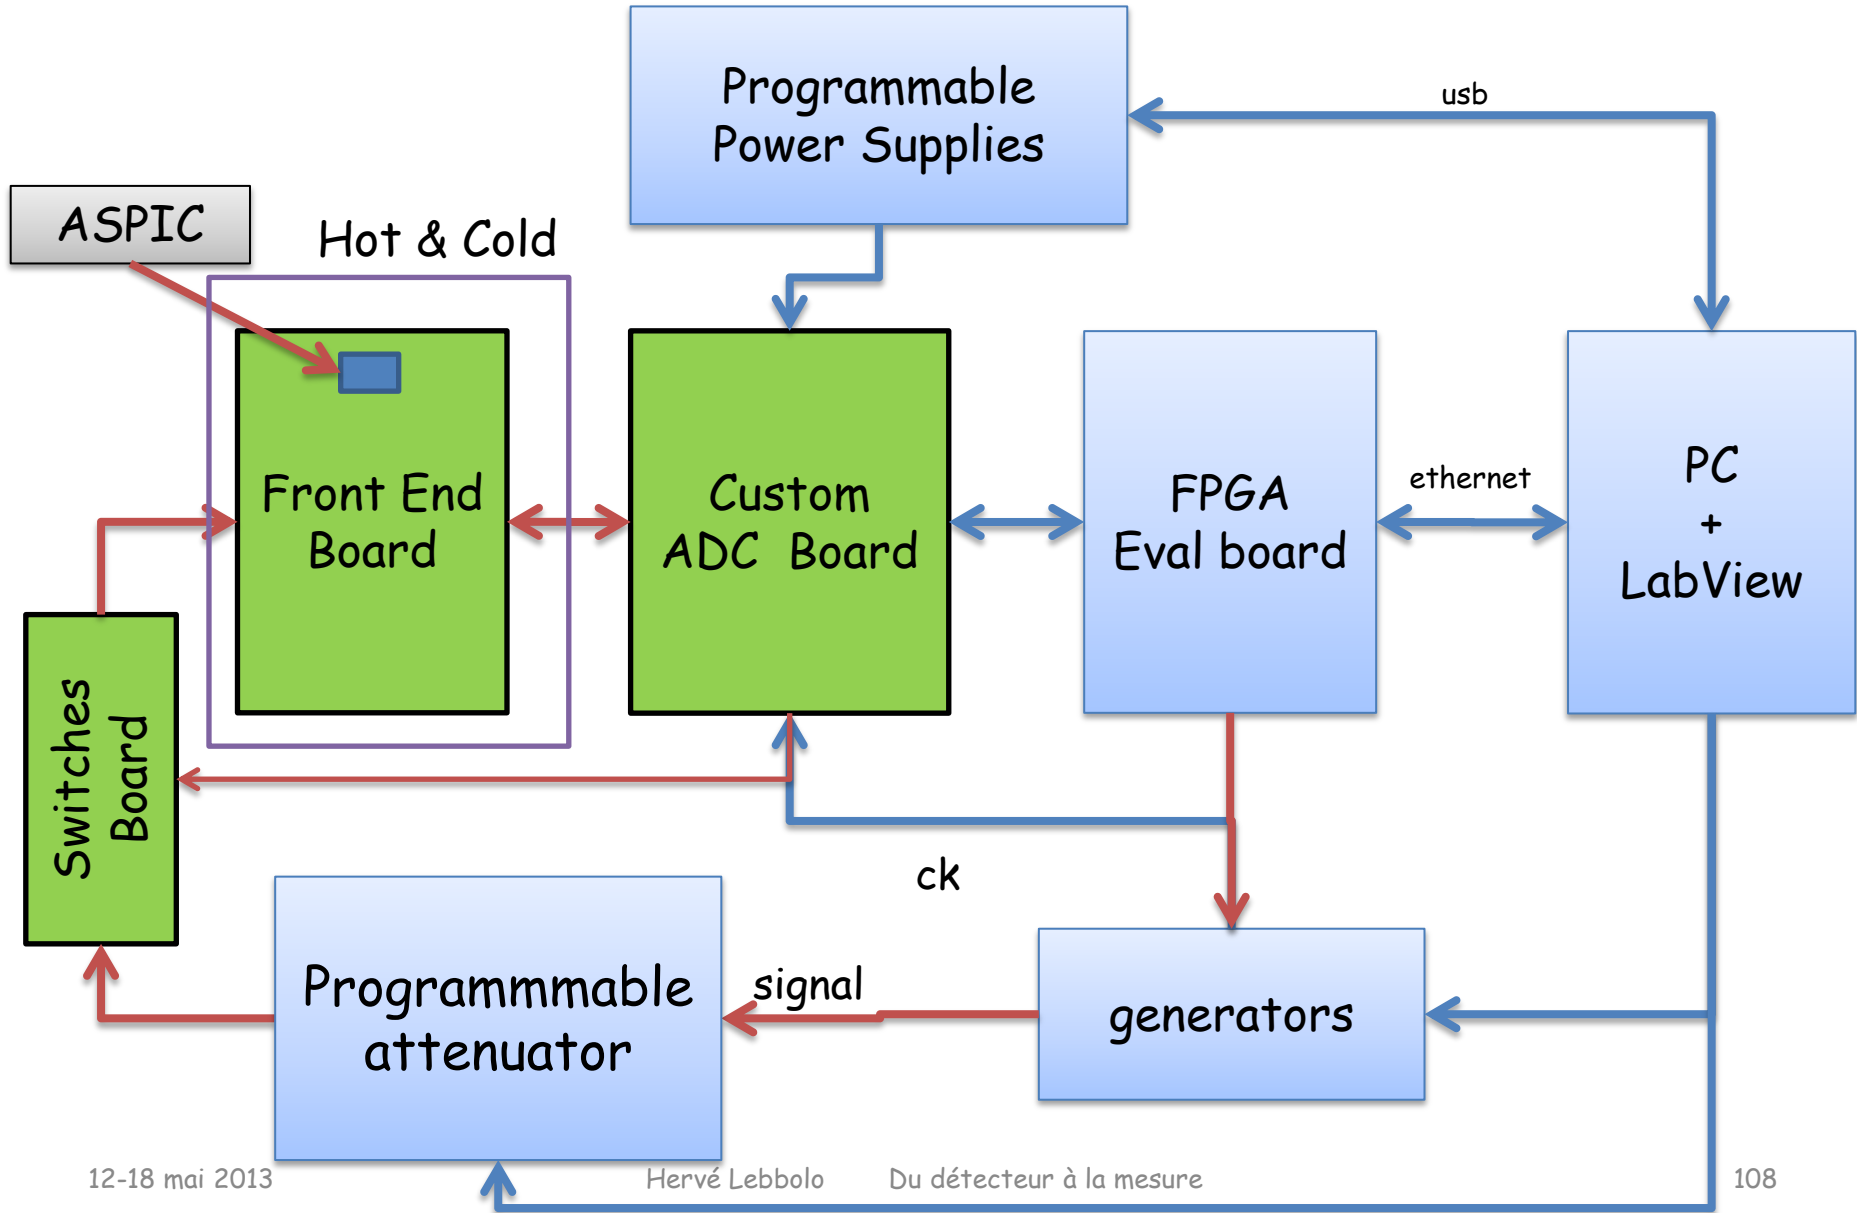 Programmable
Power Supplies
usb
ASPIC
Hot & Cold
Front End
Board
Custom
ADC Board
FPGA
Eval board
ethernet
PC
+
LabView
Switches
Board
ck
Programmmable
attenuator
signal
generators
12-18 mai 2013
Hervé Lebbolo
Du détecteur à la mesure
108